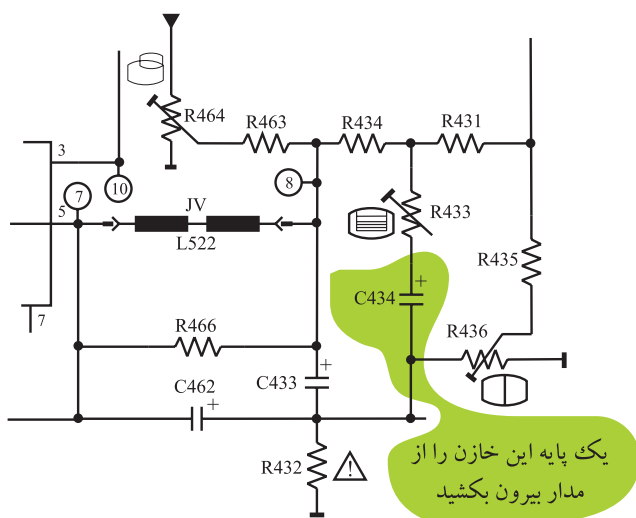 R464
R463
R434
R431
3
10
7
8
5
JV
L522
R433
R435
7
C434
+
R466
R436
C462
+
C433
+
R432
!
یک پایه این خازن را از
مدار بیرون بکشید